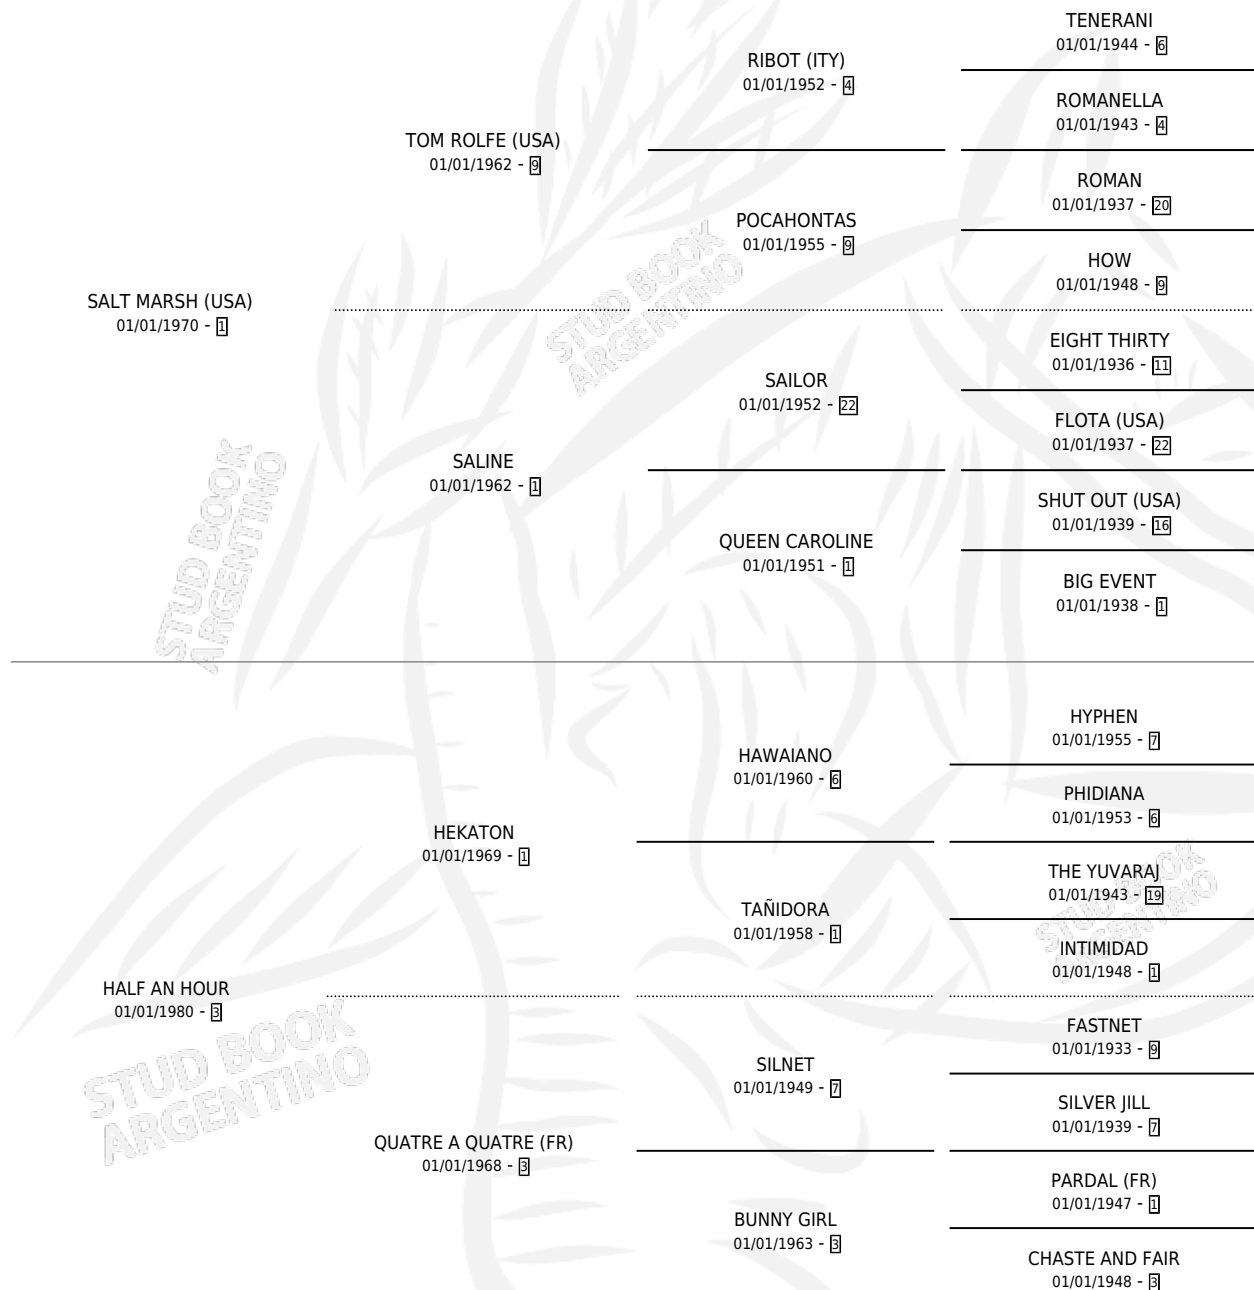 TENERANI
01/01/1944 - 6
RIBOT (ITY)
01/01/1952 - 4
ROMANELLA
01/01/1943 - 4
TOM ROLFE (USA)
01/01/1962 - 9
ROMAN
01/01/1937 - 20
POCAHONTAS
01/01/1955 - 9
HOW
01/01/1948 - 9
SALT MARSH (USA)
01/01/1970 - 1
EIGHT THIRTY
01/01/1936 - 11
SAILOR
01/01/1952 - 22
FLOTA (USA)
01/01/1937 - 22
SALINE
01/01/1962 - 1
SHUT OUT (USA)
01/01/1939 - 16
QUEEN CAROLINE
01/01/1951 - 1
BIG EVENT
01/01/1938 - 1
HYPHEN
01/01/1955 - 7
HAWAIANO
01/01/1960 - 6
PHIDIANA
01/01/1953 - 6
HEKATON
01/01/1969 - 1
THE YUVARAJ
01/01/1943 - 19
TAÑIDORA
01/01/1958 - 1
INTIMIDAD
01/01/1948 - 1
HALF AN HOUR
01/01/1980 - 3
FASTNET
01/01/1933 - 9
SILNET
01/01/1949 - 7
SILVER JILL
01/01/1939 - 7
QUATRE A QUATRE (FR)
01/01/1968 - 3
PARDAL (FR)
01/01/1947 - 1
BUNNY GIRL
01/01/1963 - 3
CHASTE AND FAIR
01/01/1948 - 3
STUD BOOK
ARGENTINO
STUD BOOK
ARGENTINO
STUD BOOK
ARGENTINO
STUD BOOK
ARGENTINO